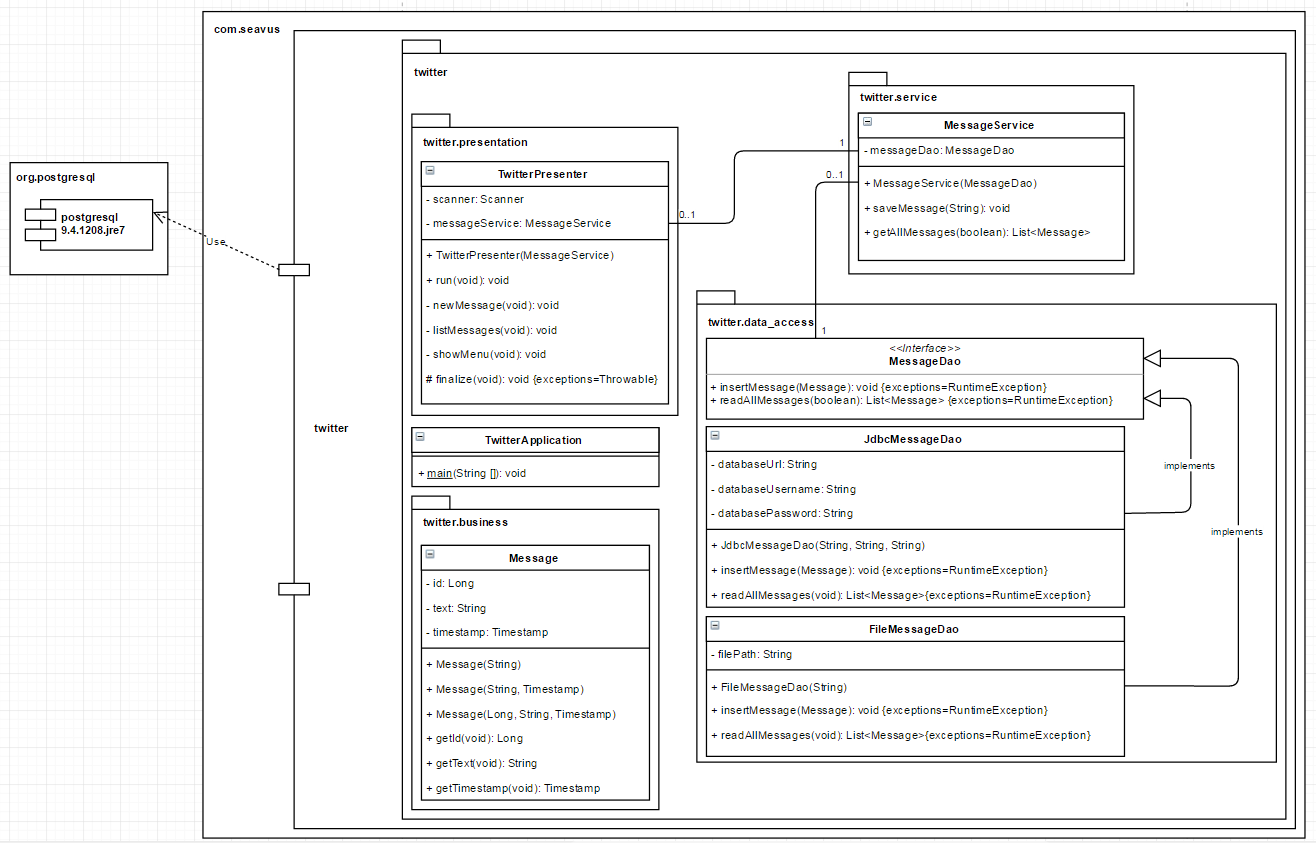 com.seavus
twitter
org.postgresql
postgresql
9.4.1208.jre7
Use
twitter
twitter.presentation
TwitterPresenter
- scanner: Scanner
- messageService: MessageService
+ TwitterPresenter(MessageService)
+ run(void): void
- newMessage(void): void
- listMessages(void): void
- showMenu(void): void
# finalize(void): void {exceptions=Throwable}
0..1
1
twitter.service
MessageService
- messageDao: MessageDao
+ MessageService(MessageDao)
+ saveMessage(String): void
+ getAllMessages(boolean): List<Message>
0..1
1
TwitterApplication
+ main(String []): void
twitter.business
Message
- id: Long
- text: String
- timestamp: Timestamp
+ Message(String)
+ Message(String, Timestamp)
+ Message(Long, String, Timestamp)
+ getId(void): Long
+ getText(void): String
+ getTimestamp(void): Timestamp
twitter.data_access
<<Interface>>
MessageDao
+ insertMessage(Message): void {exceptions=RuntimeException}
+ readAllMessages(boolean): List<Message> {exceptions=RuntimeException}
JdbcMessageDao
- databaseUrl: String
- databaseUsername: String
- databasePassword: String
+ JdbcMessageDao(String, String, String)
+ insertMessage(Message): void {exceptions=RuntimeException}
+ readAllMessages(void): List<Message>{exceptions=RuntimeException}
implements
FileMessageDao
- filePath: String
+ FileMessageDao(String)
+ insertMessage(Message): void {exceptions=RuntimeException}
+ readAllMessages(void): List<Message>{exceptions=RuntimeException}
implements